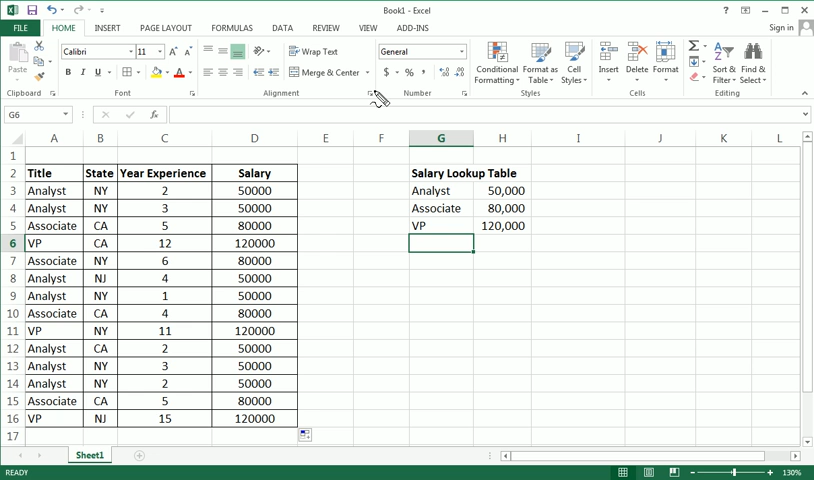 Book1 - Excel
Sign in
FILE HOME INSERT PAGE LAYOUT FORMULAS DATA REVIEW VIEW ADD-INS
Paste Calibri 11 Wrap Text General Conditional Formatting Format as Table Cell Styles Insert Delete Format Sort & Filter Find & Select
B I U Merge & Center $ % ,
Clipboard Font Alignment Number Styles Cells Editing
G6 fx
A B C D E F G H I J K L
1
2 Title State Year Experience Salary Salary Lookup Table
3 Analyst NY 2 50000 Analyst 50,000
4 Analyst NY 3 50000 Associate 80,000
5 Associate CA 5 80000 VP 120,000
6 VP CA 12 120000
7 Associate NY 6 80000
8 Analyst NJ 4 50000
9 Analyst NY 1 50000
10 Associate CA 4 80000
11 VP NY 11 120000
12 Analyst CA 2 50000
13 Analyst NY 3 50000
14 Analyst NY 2 50000
15 Associate CA 5 80000
16 VP NJ 15 120000
17
Sheet1
READY 130%